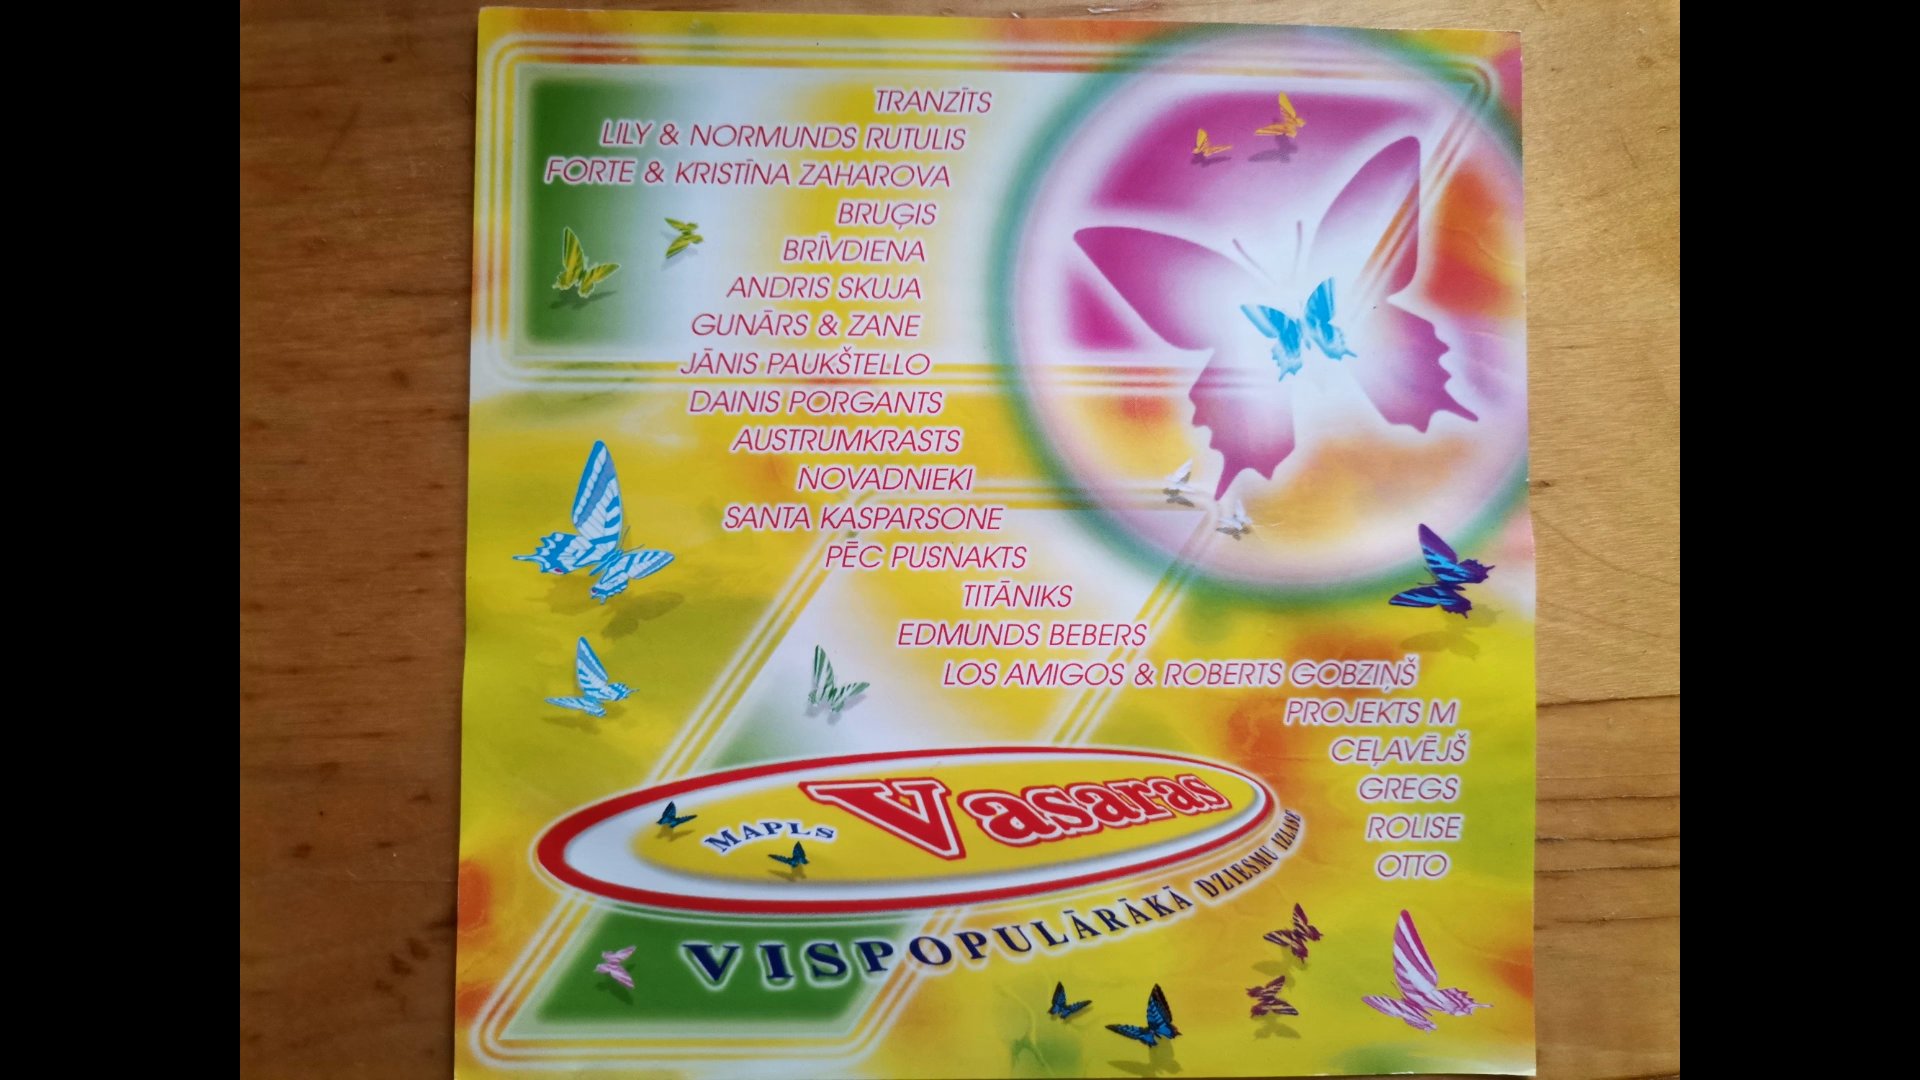 TRANZĪTS
LILY & NORMUNDS RUTULIS
FORTE & KRISTĪNA ZAHAROVA
BRUĢIS
BRĪVDIENA
ANDRIS SKUJA
GUNĀRS & ZANE
JĀNIS PAUKŠTELLO
DAINIS PORGANTS
AUSTRUMKRASTS
NOVADNIEKI
SANTA KASPARSONE
PĒC PUSNAKTS
TITĀNIKS
EDMUNDS BEBERS
LOS AMIGOS & ROBERTS GOBZIŅŠ
PROJEKTS M
CEĻAVĒJŠ
GREGS
ROLISE
OTTO
MAPLS Vasaras
VISPOPULĀRĀKĀ DZIESMU IZLASE